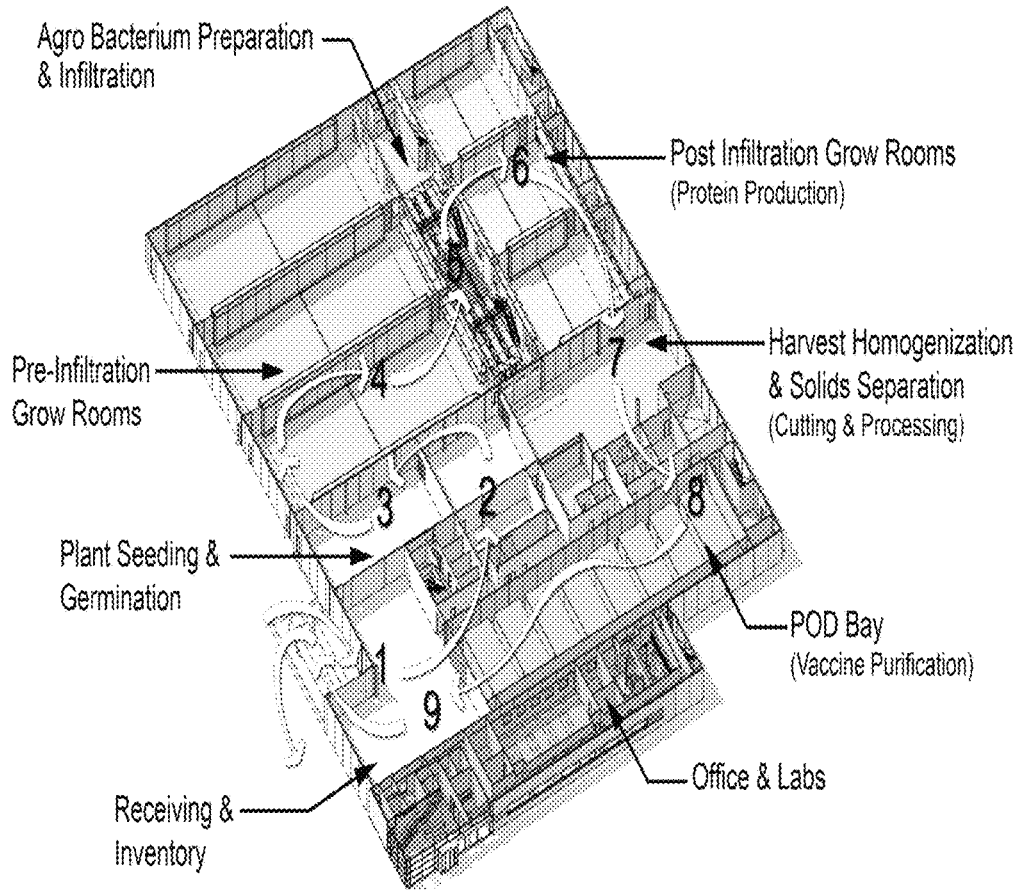 Agro Bacterium Preparation
& Infiltration
6
Post Infiltration Grow Rooms
(Protein Production)
5
7
Harvest Homogenization
& Solids Separation
(Cutting & Processing)
Pre-Infiltration
Grow Rooms
4
3
2
8
Plant Seeding &
Germination
POD Bay
(Vaccine Purification)
1
9
Office & Labs
Receiving &
Inventory